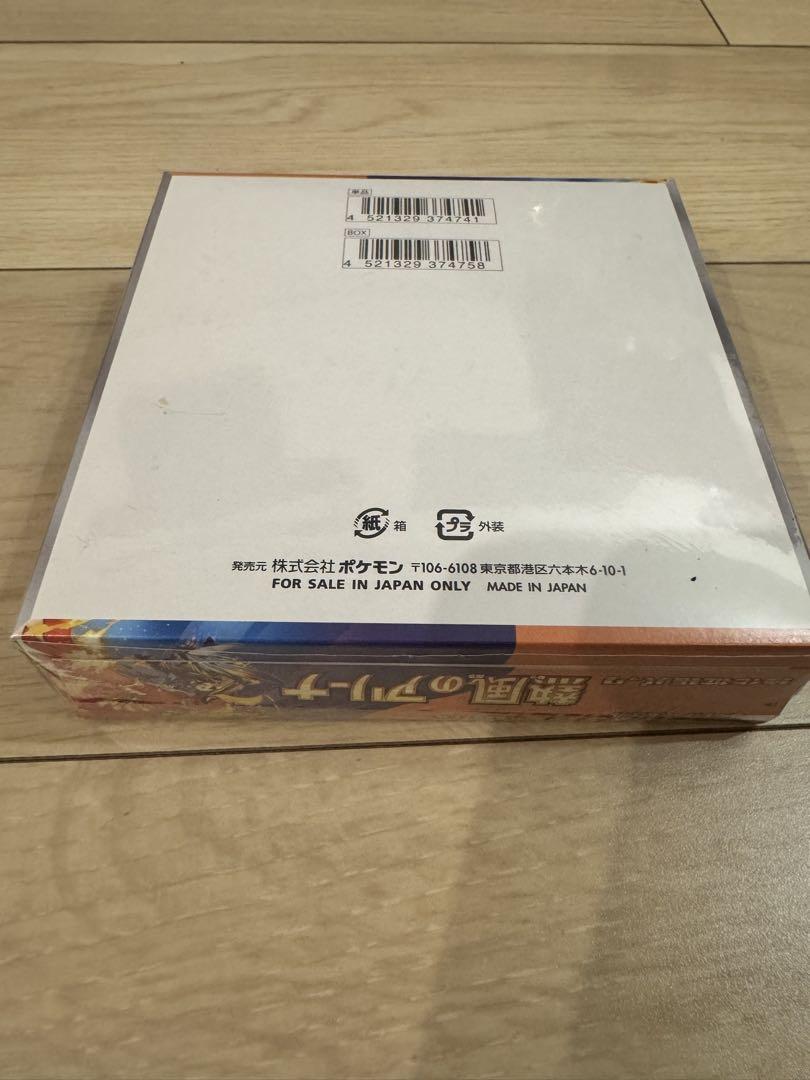 単品
4 521329 374741
BOX
4 521329 374758
紙 箱 プラ 外装
発売元 株式会社 ポケモン 〒106-6108 東京都港区六本木6-10-1
FOR SALE IN JAPAN ONLY MADE IN JAPAN
熱風のアリーナ